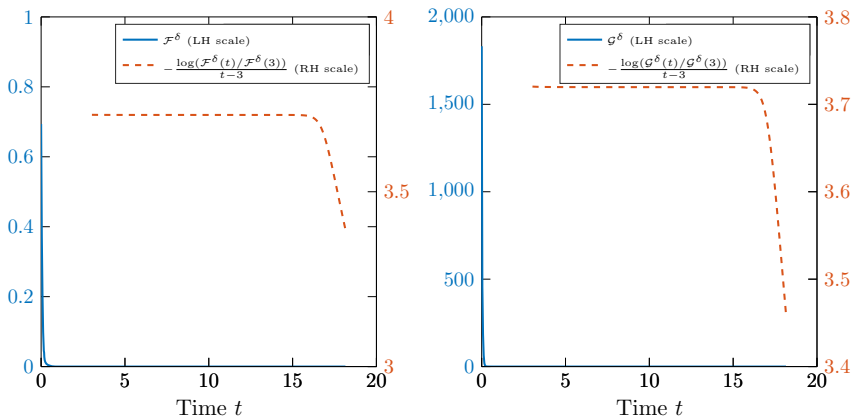 1
0.8
0.6
0.4
0.2
0
4
3.5
3
0 5 10 15 20
Time t
ℱ^δ (LH scale)
-log(ℱ^δ(t)/ℱ^δ(3))/t−3 (RH scale)
2,000
1,500
1,000
500
0
3.8
3.7
3.6
3.5
3.4
0 5 10 15 20
Time t
𝒢^δ (LH scale)
-log(𝒢^δ(t)/𝒢^δ(3))/t−3 (RH scale)